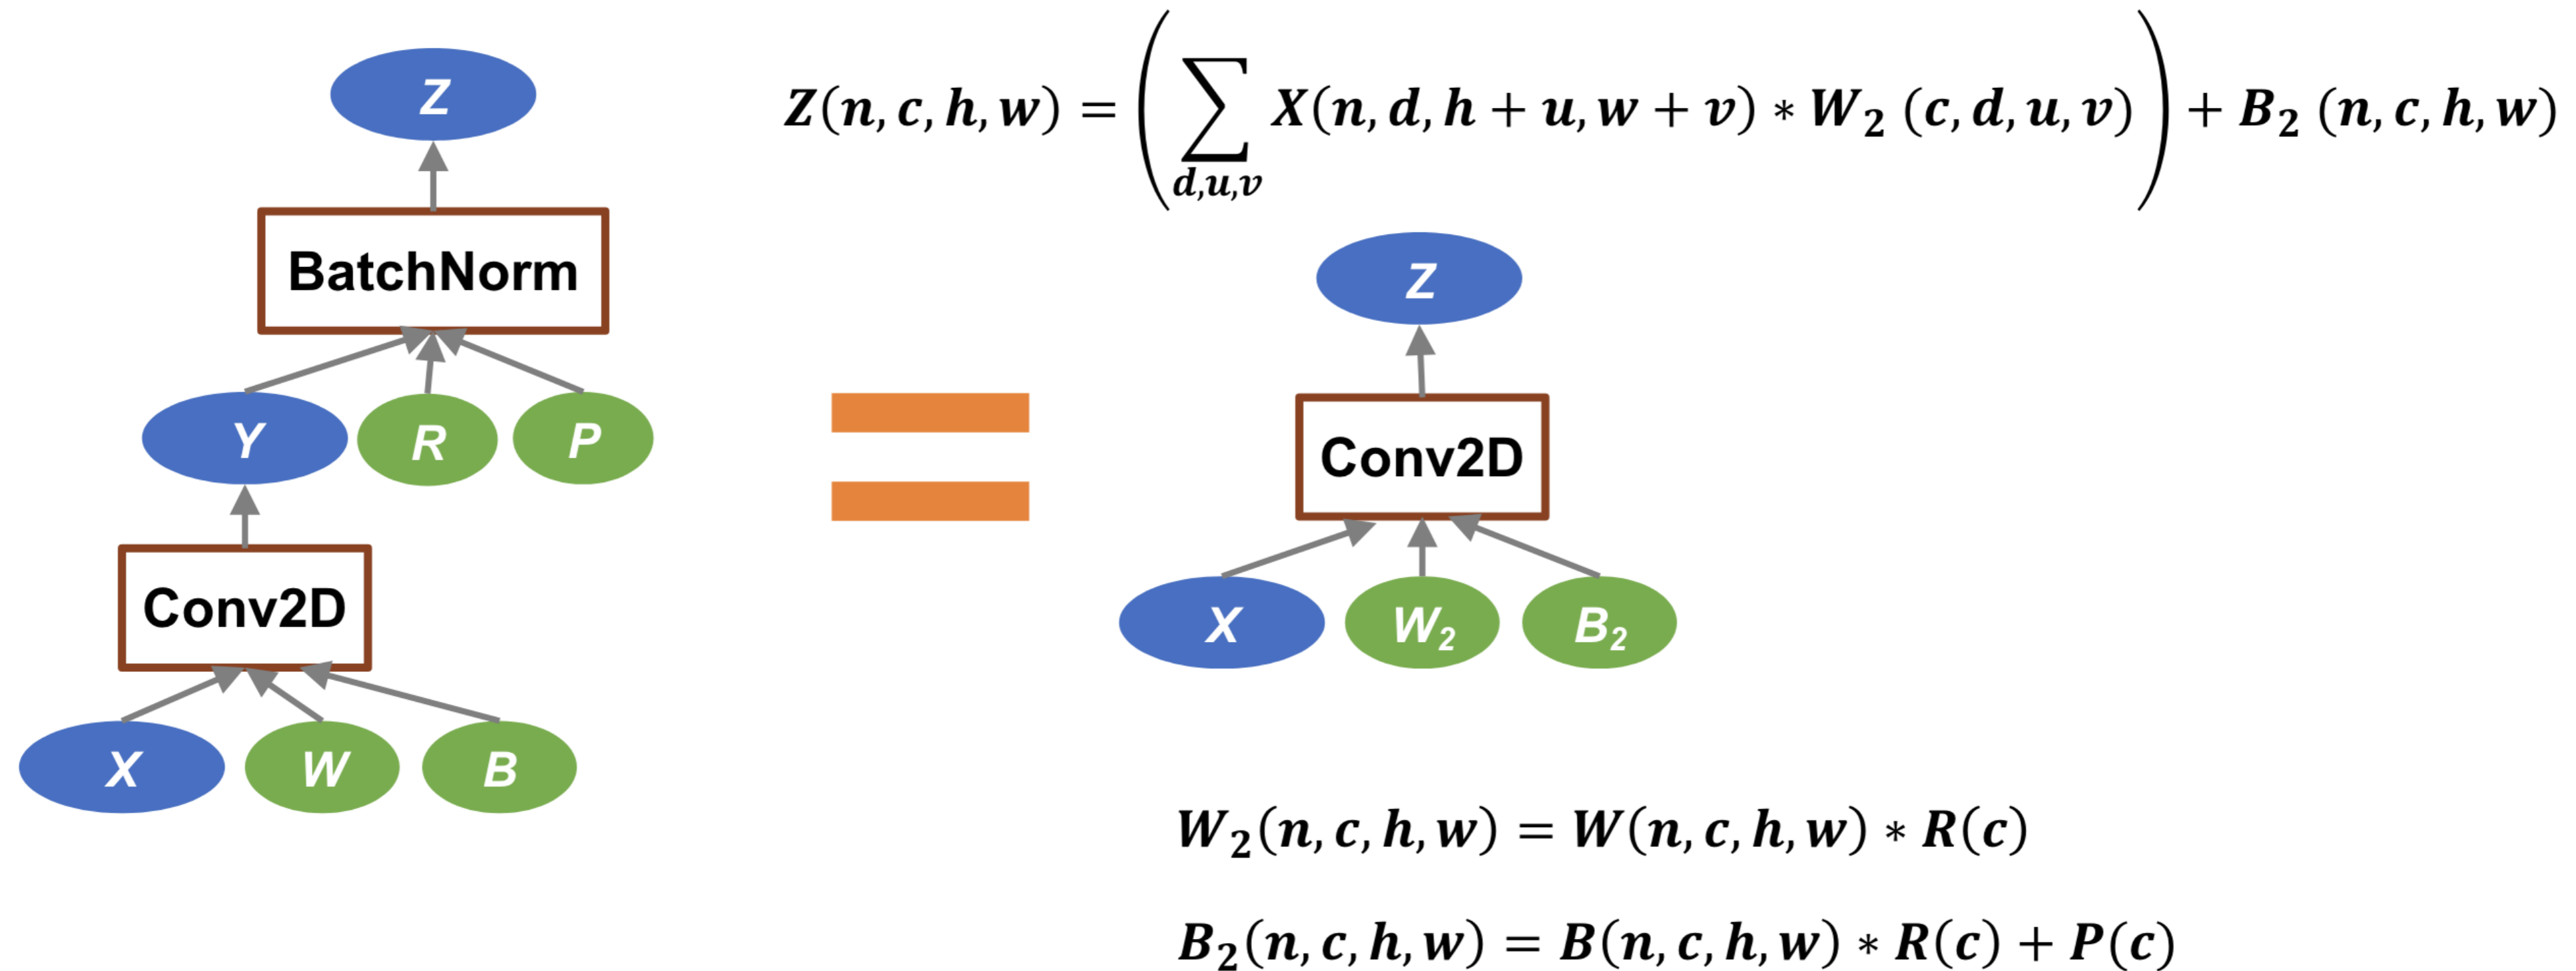 Z
Z(n, c, h, w) = (∑ X(n, d, h + u, w + v) * W₂ (c, d, u, v)) + B₂ (n, c, h, w)
d,u,v
BatchNorm
Z
Y R P
Conv2D
Conv2D
X W₂ B₂
X W B
W₂(n, c, h, w) = W(n, c, h, w) * R(c)
B₂(n, c, h, w) = B(n, c, h, w) * R(c) + P(c)